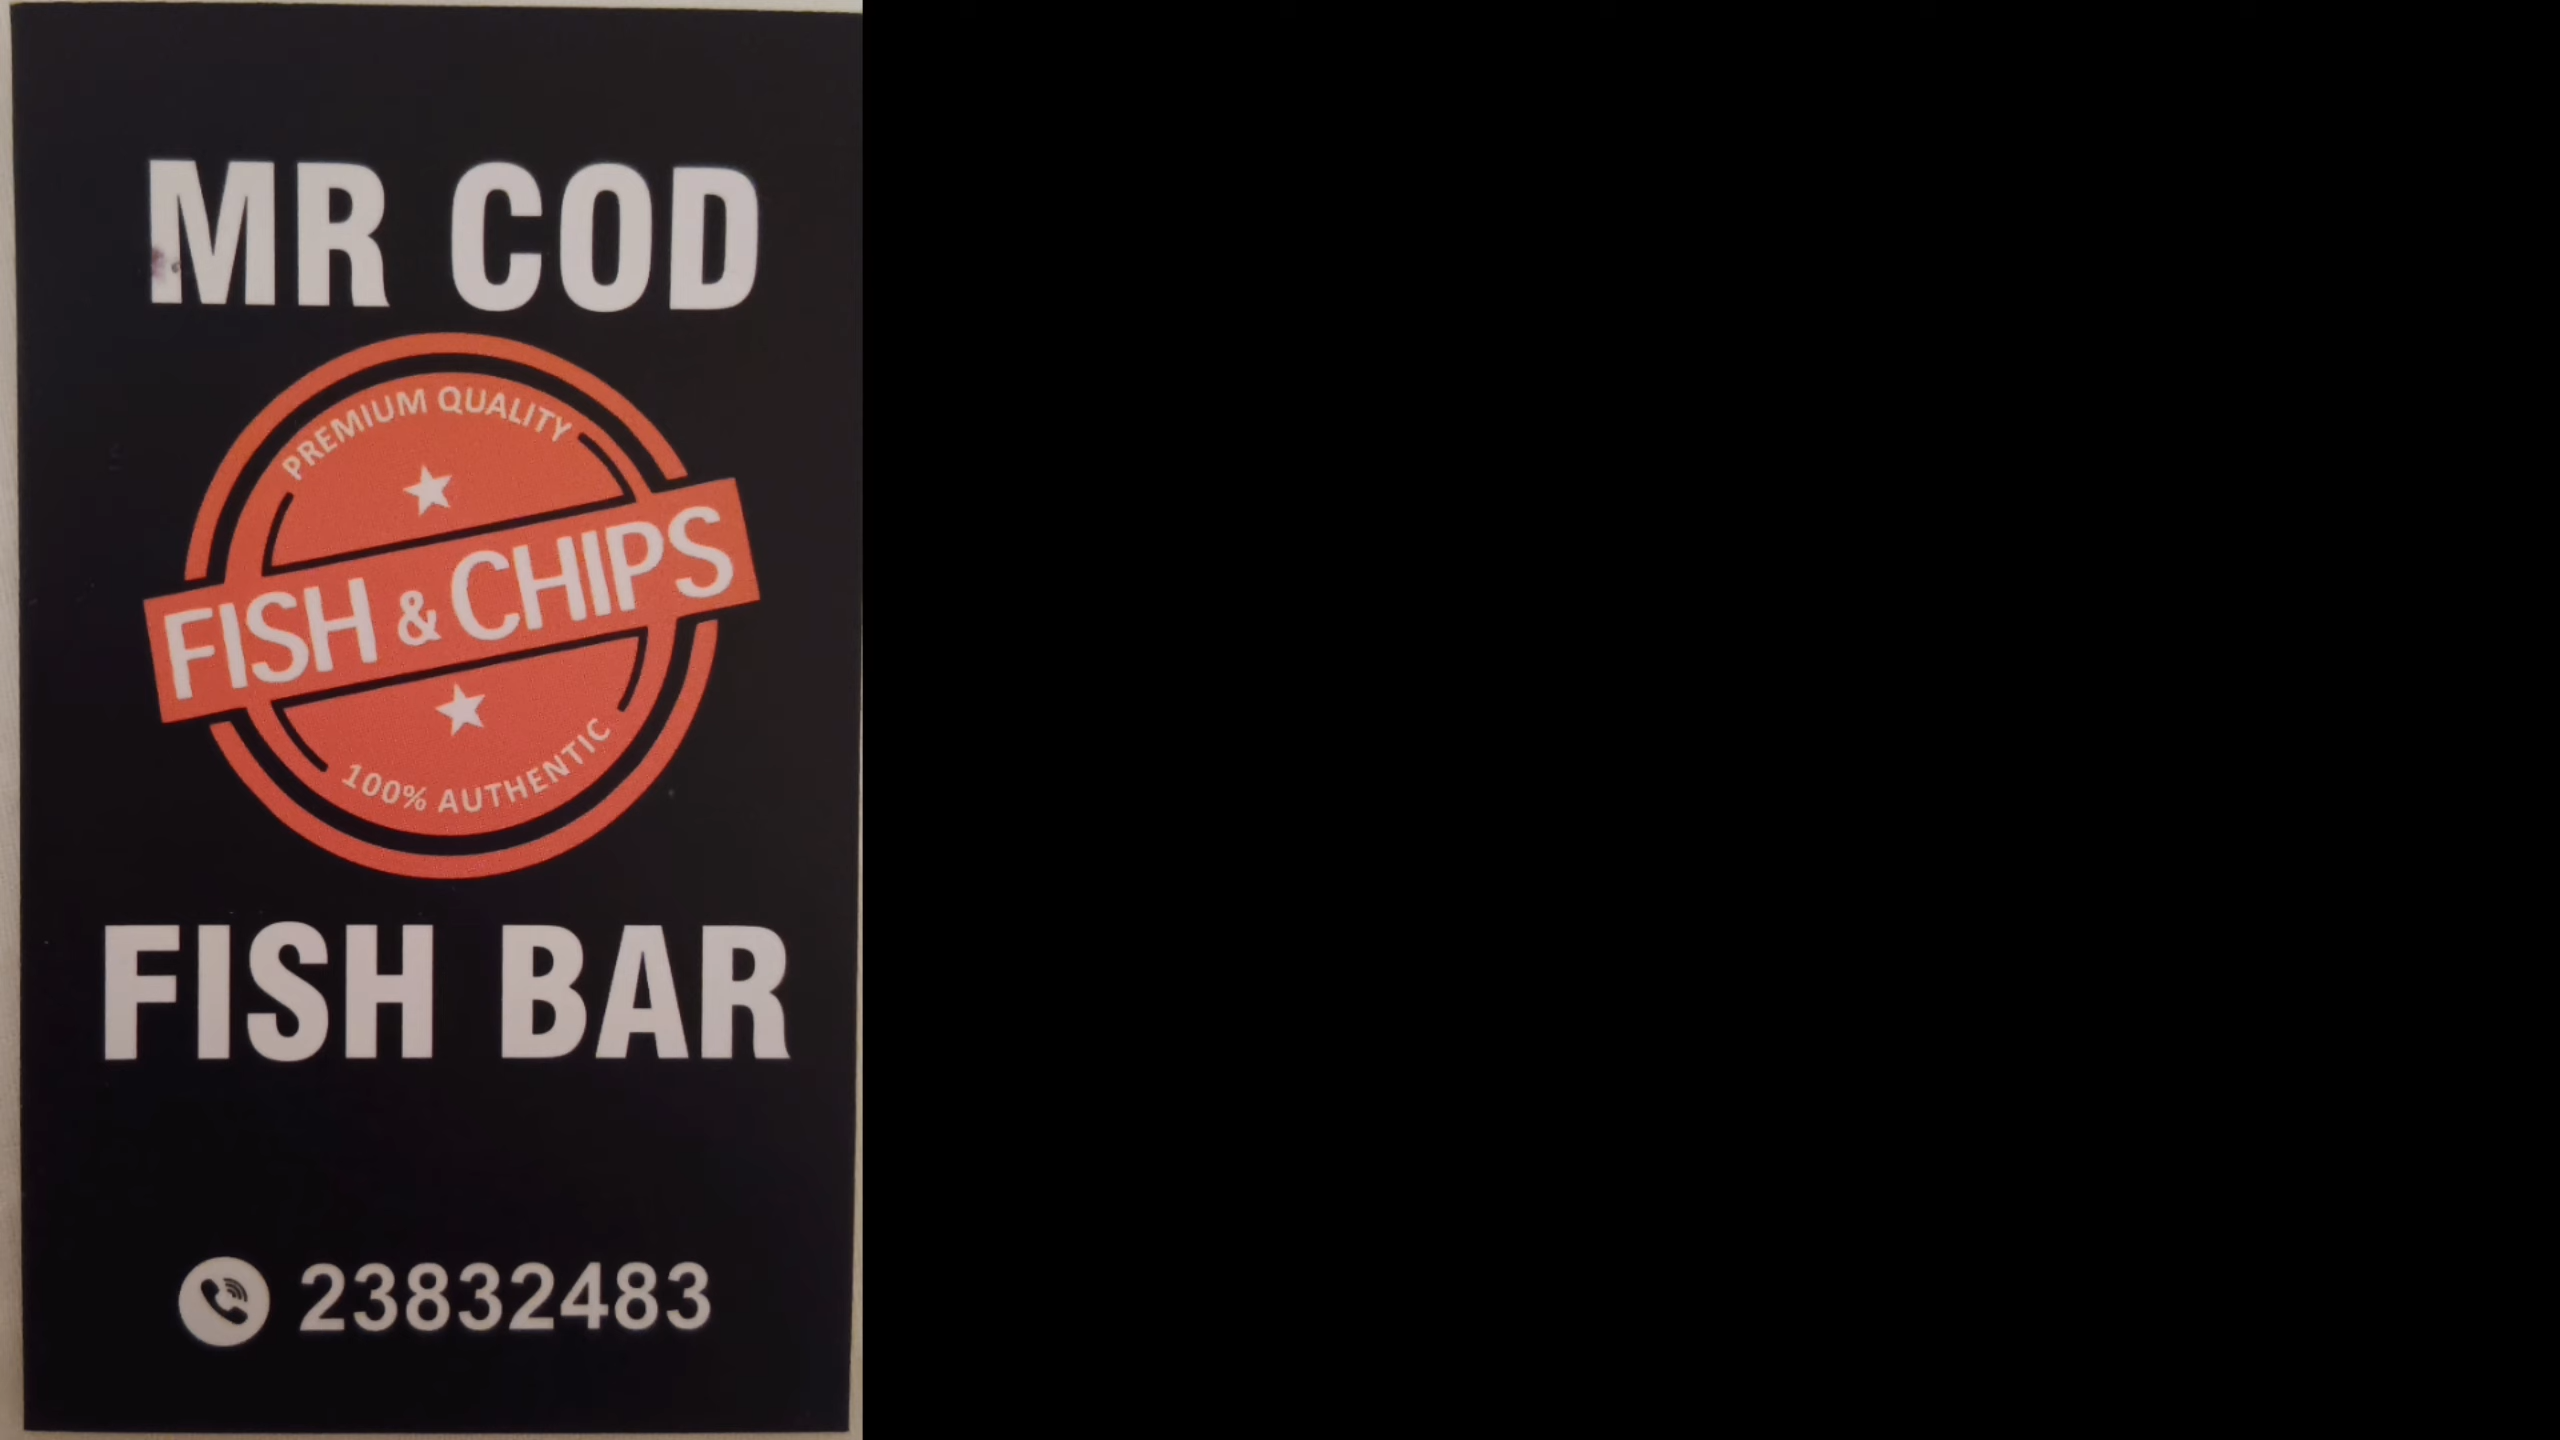 MR COD
PREMIUM QUALITY
FISH & CHIPS
100% AUTHENTIC
FISH BAR
23832483